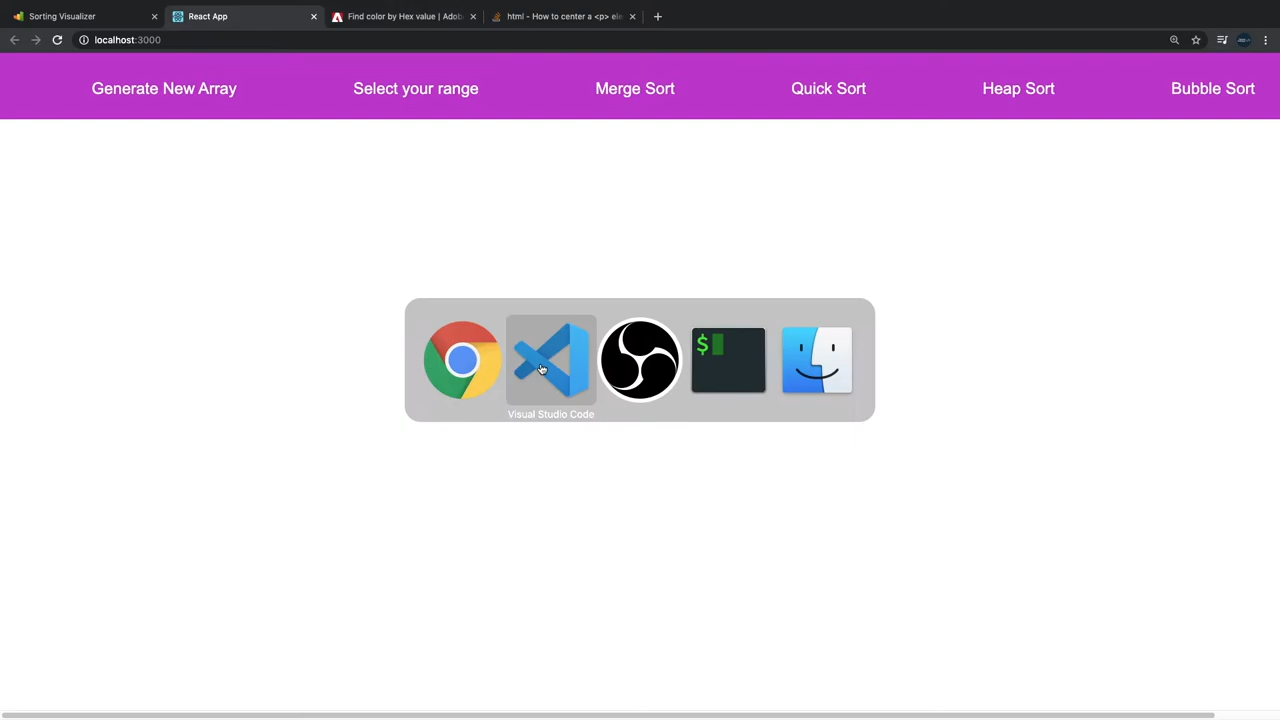 Sorting Visualizer
React App
Find color by Hex value | Adob
html - How to center a <p> ele
localhost:3000
Generate New Array
Select your range
Merge Sort
Quick Sort
Heap Sort
Bubble Sort
$
Visual Studio Code